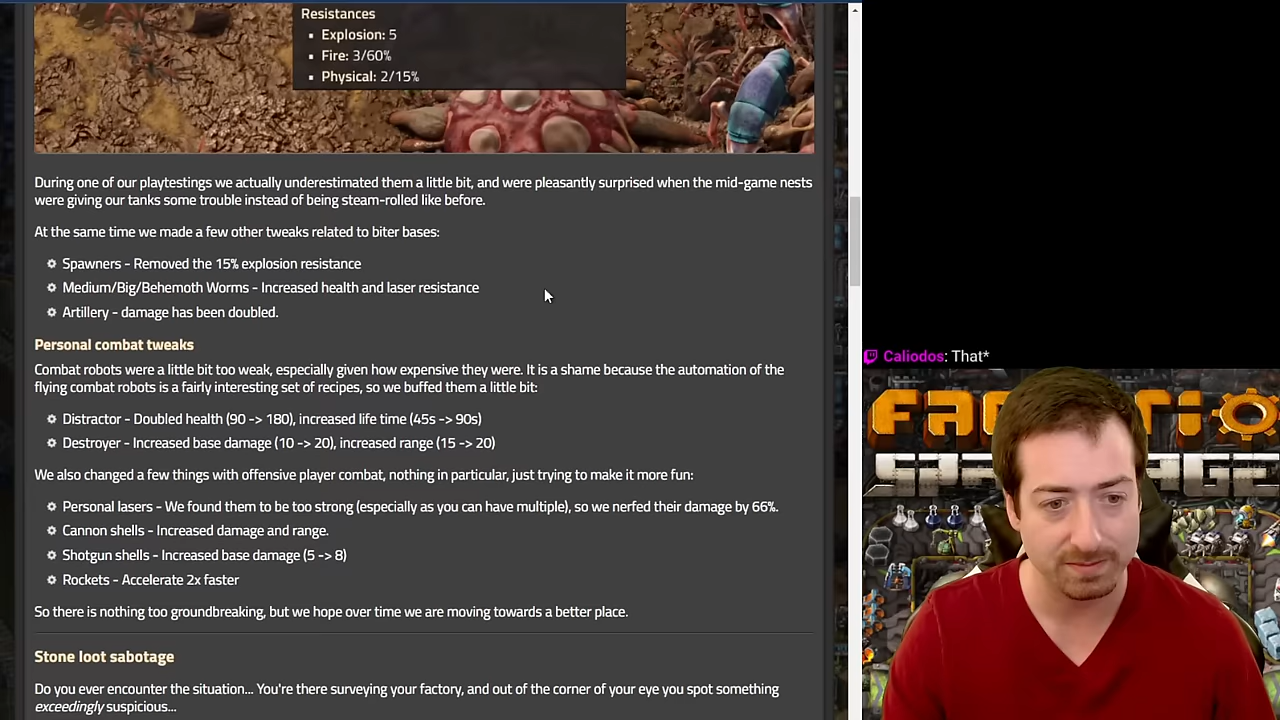 Resistances
Explosion: 5
Fire: 3/60%
Physical: 2/15%
During one of our playtestings we actually underestimated them a little bit, and were pleasantly surprised when the mid-game nests
were giving our tanks some trouble instead of being steam-rolled like before.
At the same time we made a few other tweaks related to biter bases:
Spawners - Removed the 15% explosion resistance
Medium/Big/Behemoth Worms - Increased health and laser resistance
Artillery - damage has been doubled.
Personal combat tweaks
Combat robots were a little bit too weak, especially given how expensive they were. It is a shame because the automation of the
flying combat robots is a fairly interesting set of recipes, so we buffed them a little bit:
Distractor - Doubled health (90 -> 180), increased life time (45s -> 90s)
Destroyer - Increased base damage (10 -> 20), increased range (15 -> 20)
We also changed a few things with offensive player combat, nothing in particular, just trying to make it more fun:
Personal lasers - We found them to be too strong (especially as you can have multiple), so we nerfed their damage by 66%.
Cannon shells - Increased damage and range.
Shotgun shells - Increased base damage (5 -> 8)
Rockets - Accelerate 2x faster
So there is nothing too groundbreaking, but we hope over time we are moving towards a better place.
Stone loot sabotage
Do you ever encounter the situation... You're there surveying your factory, and out of the corner of your eye you spot something
exceedingly suspicious...
Caliodos: That*